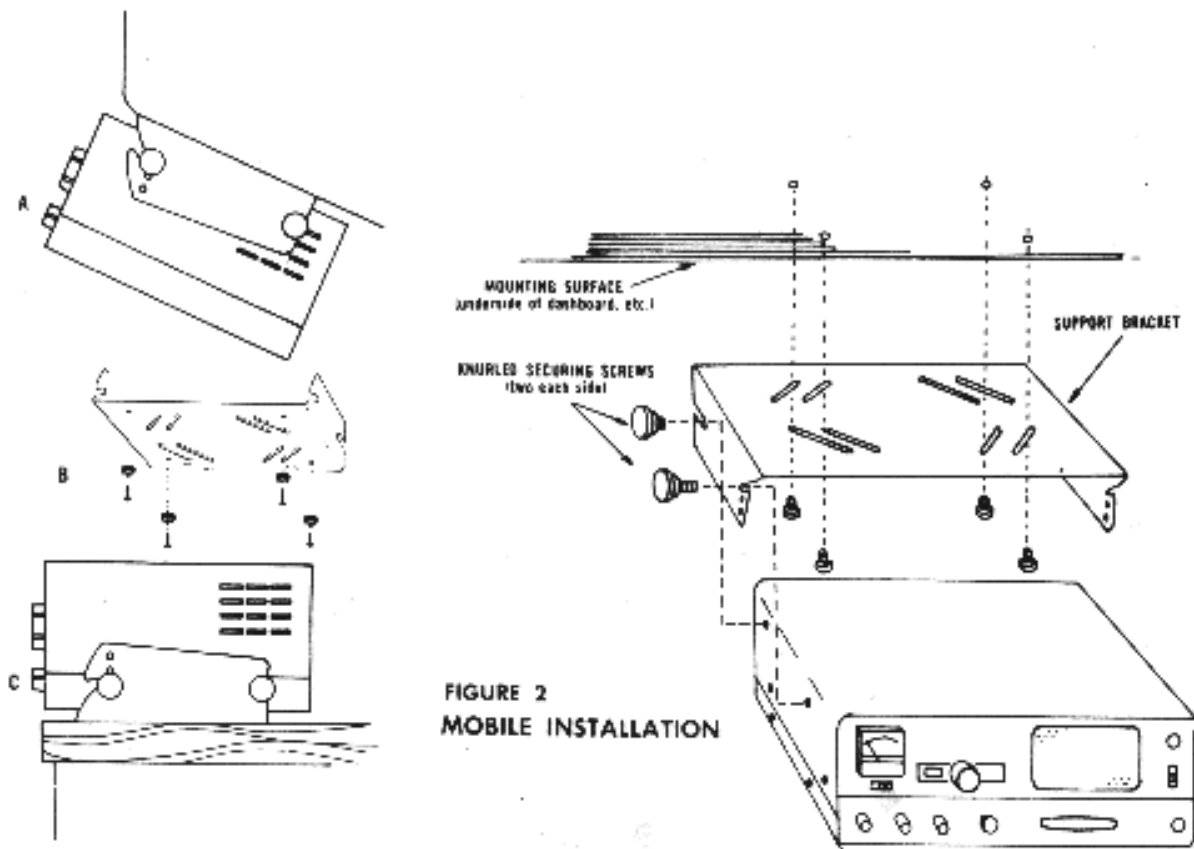 A
MOUNTING SURFACE
(underside of dashboard, etc.)
SUPPORT BRACKET
KNURLED SECURING SCREWS
(two each side)
B
C
FIGURE 2
MOBILE INSTALLATION